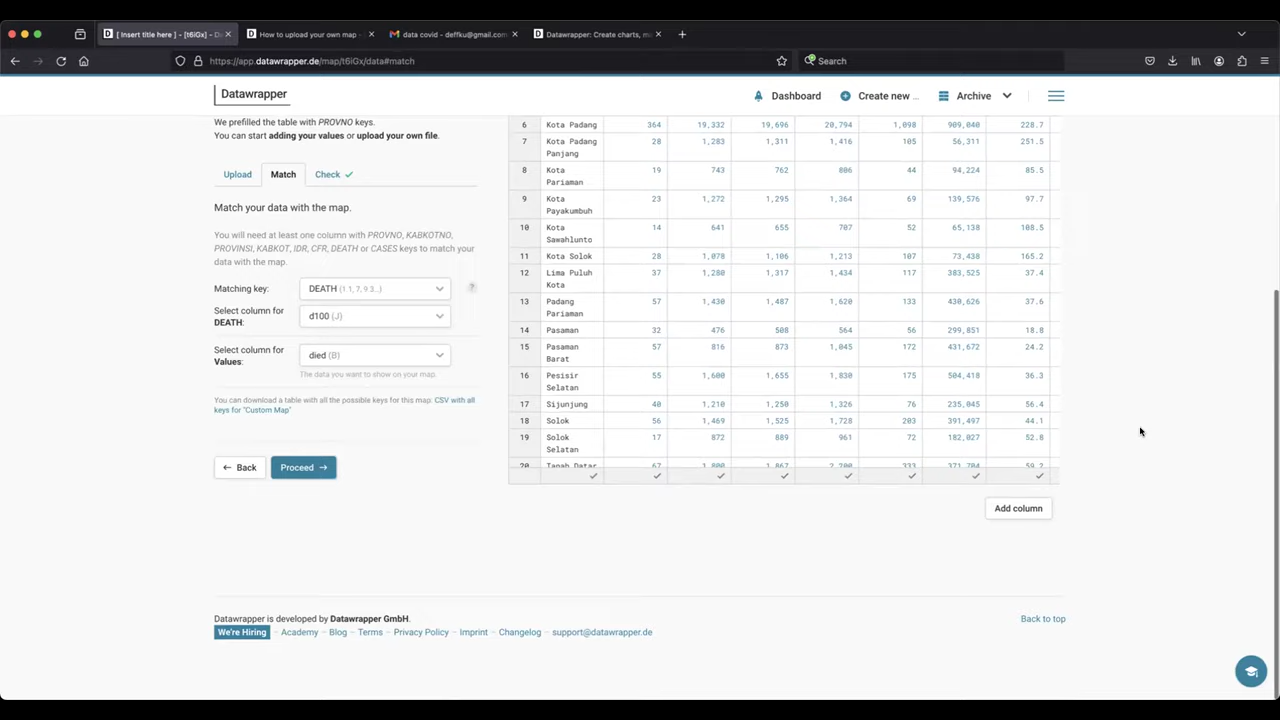 [ Insert title here ] - [t6iGx] – Da
How to upload your own map -
data covid - deffku@gmail.com
Datawrapper: Create charts, ma
https://app.datawrapper.de/map/t6iGx/data#match
Search
Datawrapper
Dashboard
Create new ...
Archive
We prefilled the table with PROVNO keys.
You can start adding your values or upload your own file.
Upload
Match
Check
Match your data with the map.
You will need at least one column with PROVNO, KABKOTNO,
PROVINSI, KABKOT, IDR, CFR, DEATH or CASES keys to match your
data with the map.
Matching key:
DEATH (1.1, 7, 9.3...)
?
Select column for
DEATH:
d100 (J)
Select column for
Values:
died (B)
The data you want to show on your map.
You can download a table with all the possible keys for this map: CSV with all
keys for "Custom Map"
Back
Proceed
6 Kota Padang 364 19,332 19,696 20,794 1,098 909,040 228.7
7 Kota Padang Panjang 28 1,283 1,311 1,416 105 56,311 251.5
8 Kota Pariaman 19 743 762 806 44 94,224 85.5
9 Kota Payakumbuh 23 1,272 1,295 1,364 69 139,576 97.7
10 Kota Sawahlunto 14 641 655 707 52 65,138 108.5
11 Kota Solok 28 1,078 1,106 1,213 107 73,438 165.2
12 Lima Puluh Kota 37 1,280 1,317 1,434 117 383,525 37.4
13 Padang Pariaman 57 1,430 1,487 1,620 133 430,626 37.6
14 Pasaman 32 476 508 564 56 299,851 18.8
15 Pasaman Barat 57 816 873 1,045 172 431,672 24.2
16 Pesisir Selatan 55 1,600 1,655 1,830 175 504,418 36.3
17 Sijunjung 40 1,210 1,250 1,326 76 235,045 56.4
18 Solok 56 1,469 1,525 1,728 203 391,497 44.1
19 Solok Selatan 17 872 889 961 72 182,027 52.8
20 Tanah Datar 67 1,800 1,867 2,200 333 371,704 59.2
Add column
Datawrapper is developed by Datawrapper GmbH.
Back to top
We're Hiring – Academy – Blog – Terms – Privacy Policy – Imprint – Changelog – support@datawrapper.de